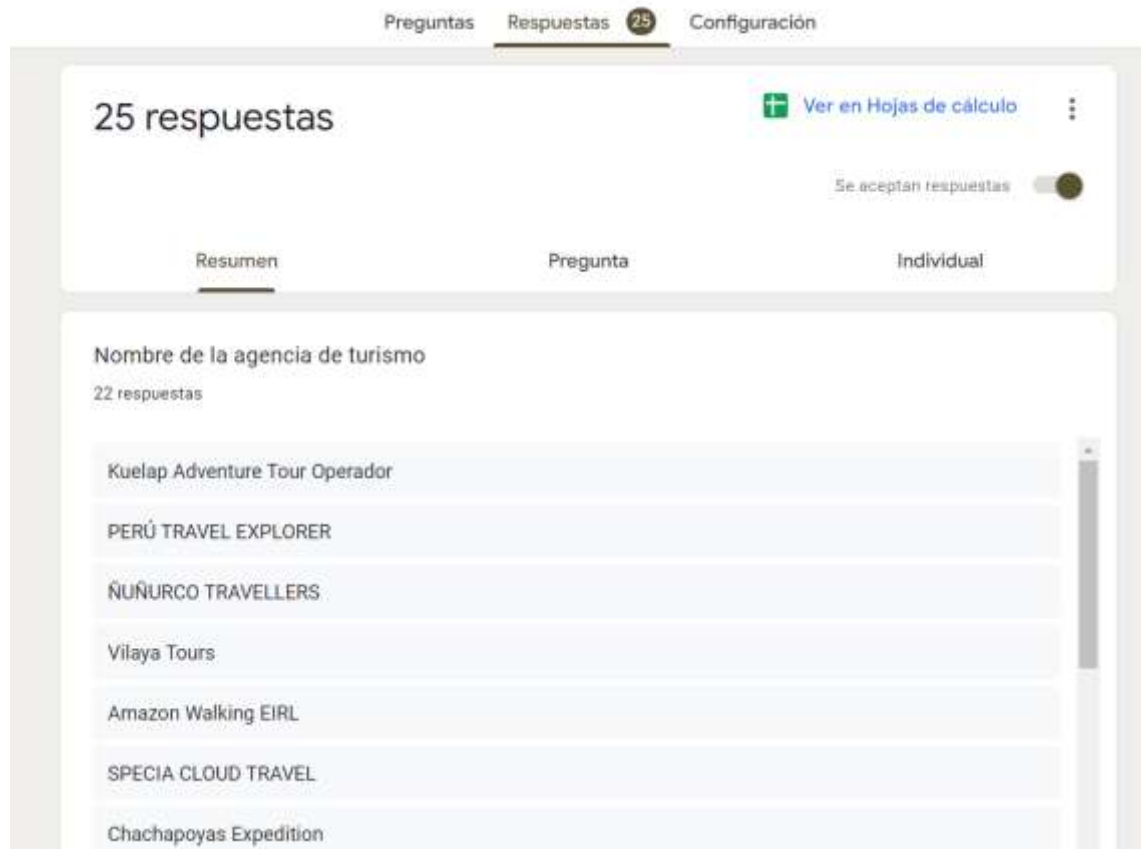 Preguntas Respuestas 25 Configuración
25 respuestas
Ver en Hojas de cálculo
Se aceptan respuestas
Resumen Pregunta Individual
Nombre de la agencia de turismo
22 respuestas
Kuelap Adventure Tour Operador
PERÚ TRAVEL EXPLORER
ÑUÑURCO TRAVELLERS
Vilaya Tours
Amazon Walking EIRL
SPECIA CLOUD TRAVEL
Chachapoyas Expedition